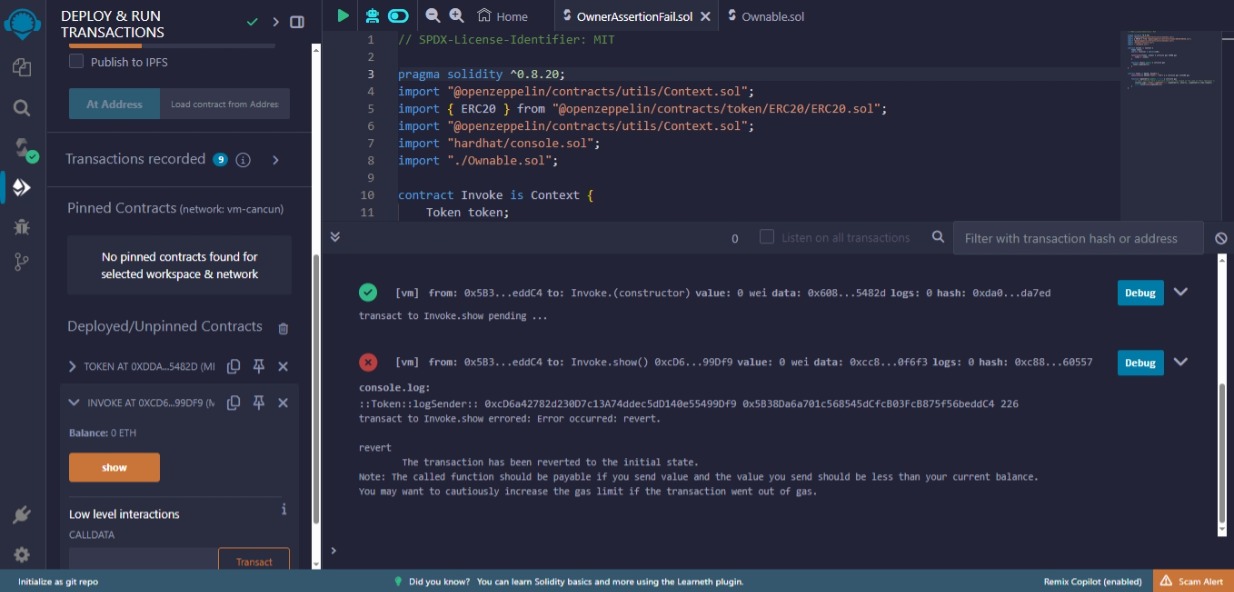 DEPLOY & RUN
TRANSACTIONS
Publish to IPFS
At Address
Load contract from Addres
Transactions recorded 9 i
Pinned Contracts (network: vm-cancun)
No pinned contracts found for
selected workspace & network
Deployed/Unpinned Contracts
TOKEN AT 0XDDA...5482D (MI
INVOKE AT 0XCD6...99DF9 (M
Balance: 0 ETH
show
Low level interactions i
CALLDATA
Transact
Home
OwnerAssertionFail.sol
Ownable.sol
1 // SPDX-License-Identifier: MIT
2
3 pragma solidity ^0.8.20;
4 import "@openzeppelin/contracts/utils/Context.sol";
5 import { ERC20 } from "@openzeppelin/contracts/token/ERC20/ERC20.sol";
6 import "@openzeppelin/contracts/utils/Context.sol";
7 import "hardhat/console.sol";
8 import "./Ownable.sol";
9
10 contract Invoke is Context {
11 Token token;
0 Listen on all transactions Filter with transaction hash or address
[vm] from: 0x5B3...eddC4 to: Invoke.(constructor) value: 0 wei data: 0x608...5482d logs: 0 hash: 0xda0...da7ed Debug
transact to Invoke.show pending ...
[vm] from: 0x5B3...eddC4 to: Invoke.show() 0xcD6...99Df9 value: 0 wei data: 0xcc8...0f6f3 logs: 0 hash: 0xc88...60557 Debug
console.log:
::Token::logSender:: 0xcD6a42782d230D7c13A74ddec5dD140e55499Df9 0x5B38Da6a701c568545dCfcB03FcB875f56beddC4 226
transact to Invoke.show errored: Error occurred: revert.
revert
The transaction has been reverted to the initial state.
Note: The called function should be payable if you send value and the value you send should be less than your current balance.
You may want to cautiously increase the gas limit if the transaction went out of gas.
>
Initialize as git repo
Did you know? You can learn Solidity basics and more using the Learneth plugin.
Remix Copilot (enabled)
Scam Alert